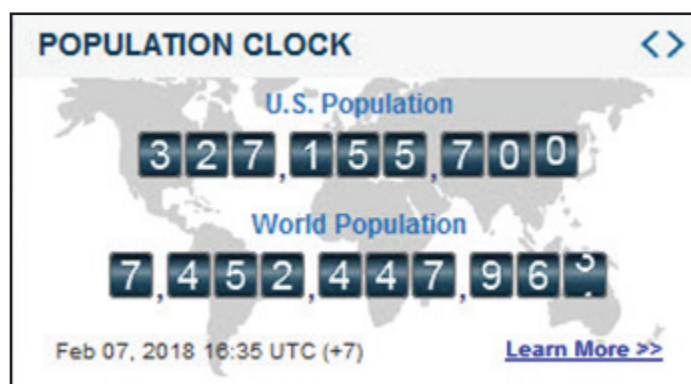 POPULATION CLOCK
<>
U.S. Population
327,155,700
World Population
7,452,447,96
Feb 07, 2018 16:35 UTC (+7)
Learn More >>